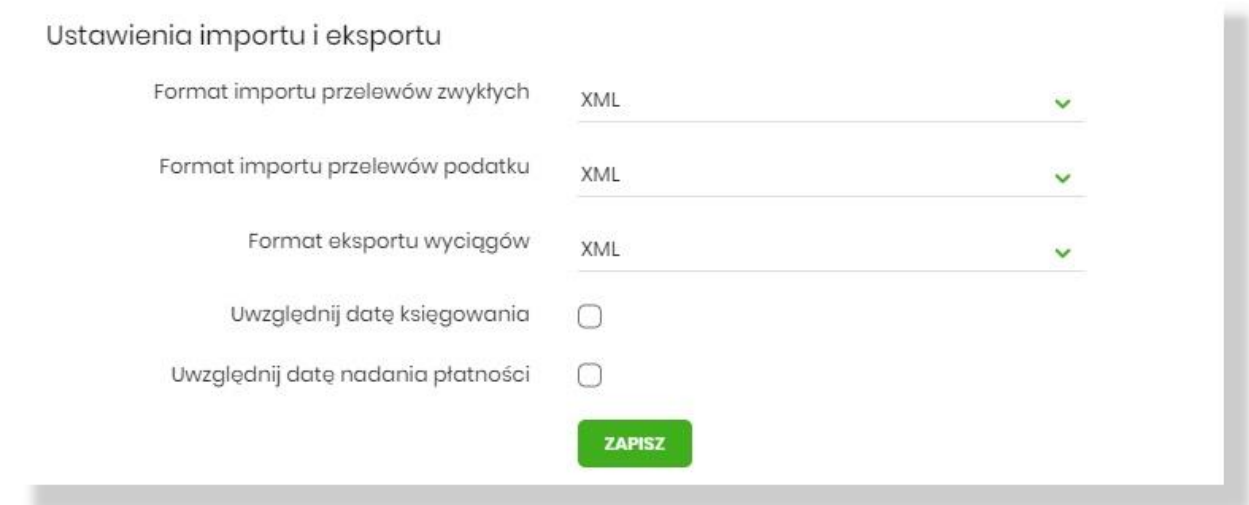 Ustawienia importu i eksportu
Format importu przelewów zwykłych XML
Format importu przelewów podatku XML
Format eksportu wyciągów XML
Uwzględnij datę księgowania
Uwzględnij datę nadania płatności
ZAPISZ